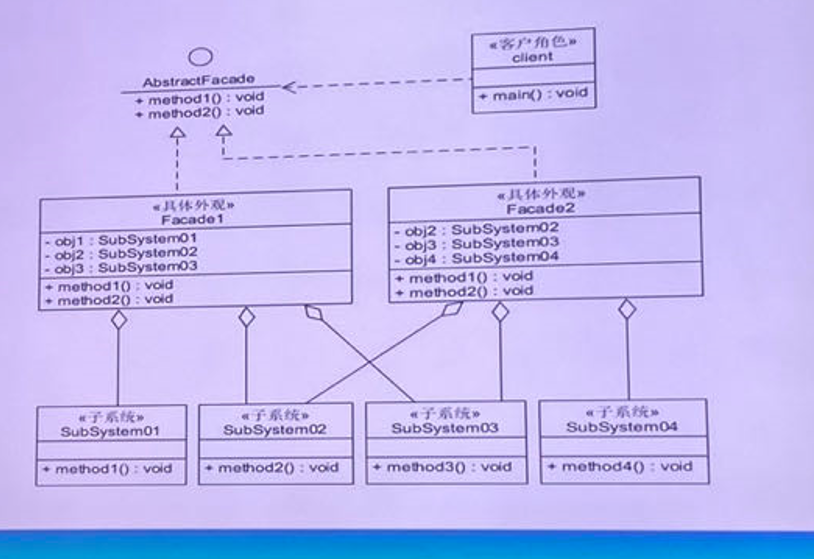 «客户角色»
client
+ main() : void
AbstractFacade
+ method1() : void
+ method2() : void
«具体外观»
Facade1
- obj1 : SubSystem01
- obj2 : SubSystem02
- obj3 : SubSystem03
+ method1() : void
+ method2() : void
«具体外观»
Facade2
- obj2 : SubSystem02
- obj3 : SubSystem03
- obj4 : SubSystem04
+ method1() : void
+ method2() : void
«子系统»
SubSystem01
+ method1() : void
«子系统»
SubSystem02
+ method2() : void
«子系统»
SubSystem03
+ method3() : void
«子系统»
SubSystem04
+ method4() : void